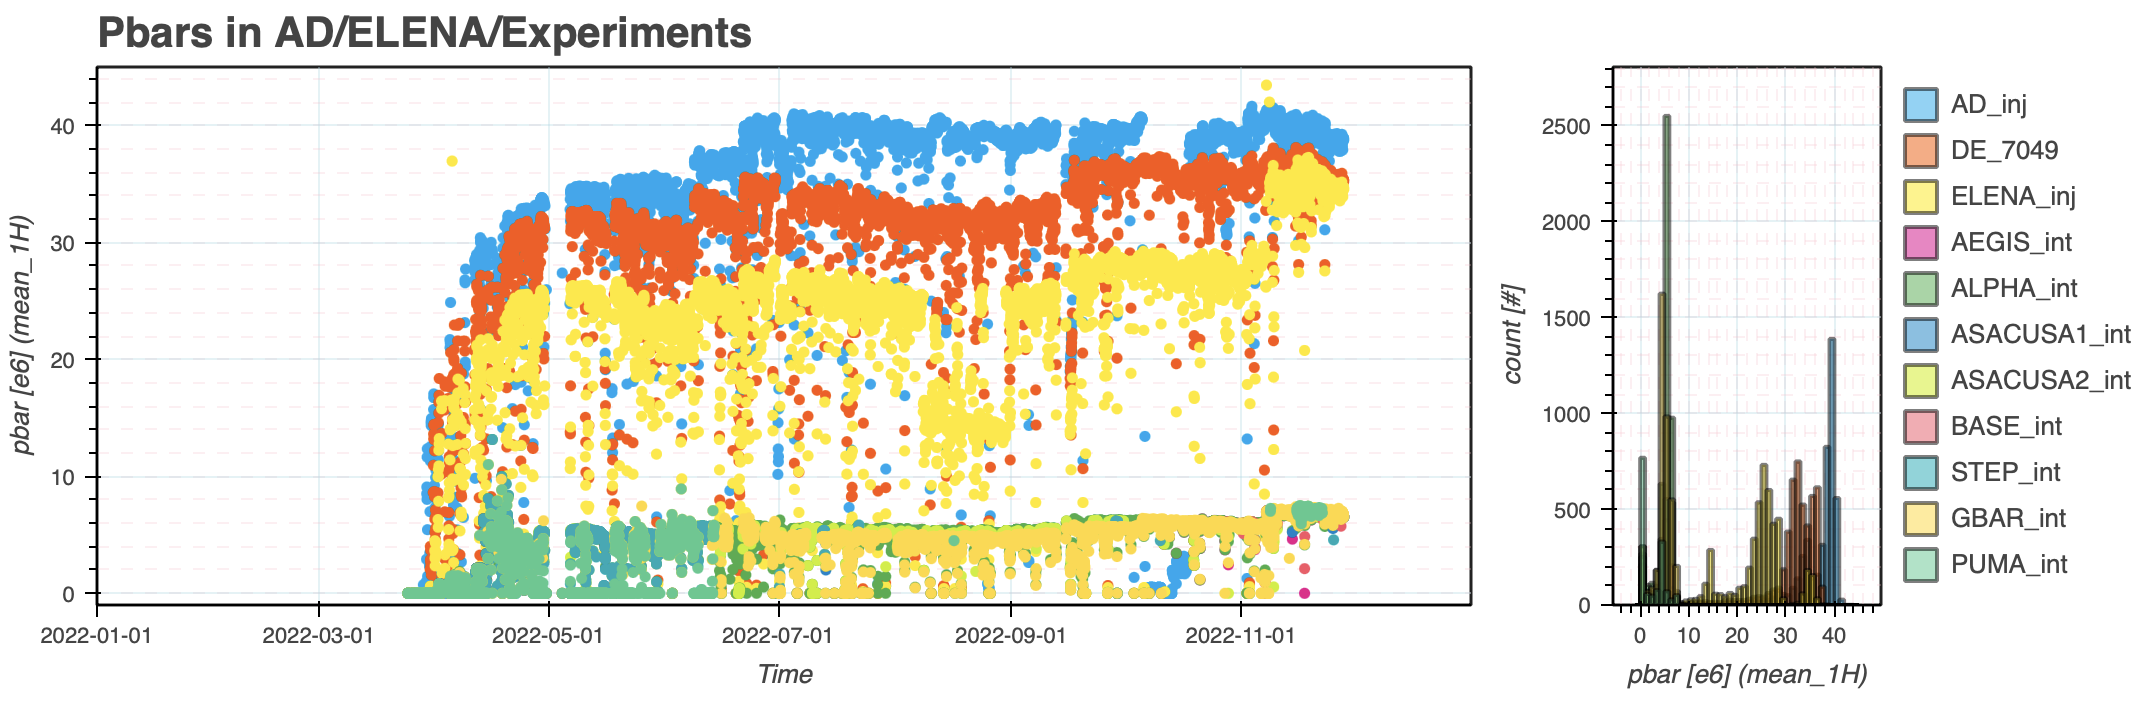 Pbars in AD/ELENA/Experiments
pbar [e6] (mean_1H)
40
30
20
10
0
2022-01-01
2022-03-01
2022-05-01
2022-07-01
2022-09-01
2022-11-01
Time
count [#]
2500
2000
1500
1000
500
0
0
10
20
30
40
pbar [e6] (mean_1H)
AD_inj
DE_7049
ELENA_inj
AEGIS_int
ALPHA_int
ASACUSA1_int
ASACUSA2_int
BASE_int
STEP_int
GBAR_int
PUMA_int